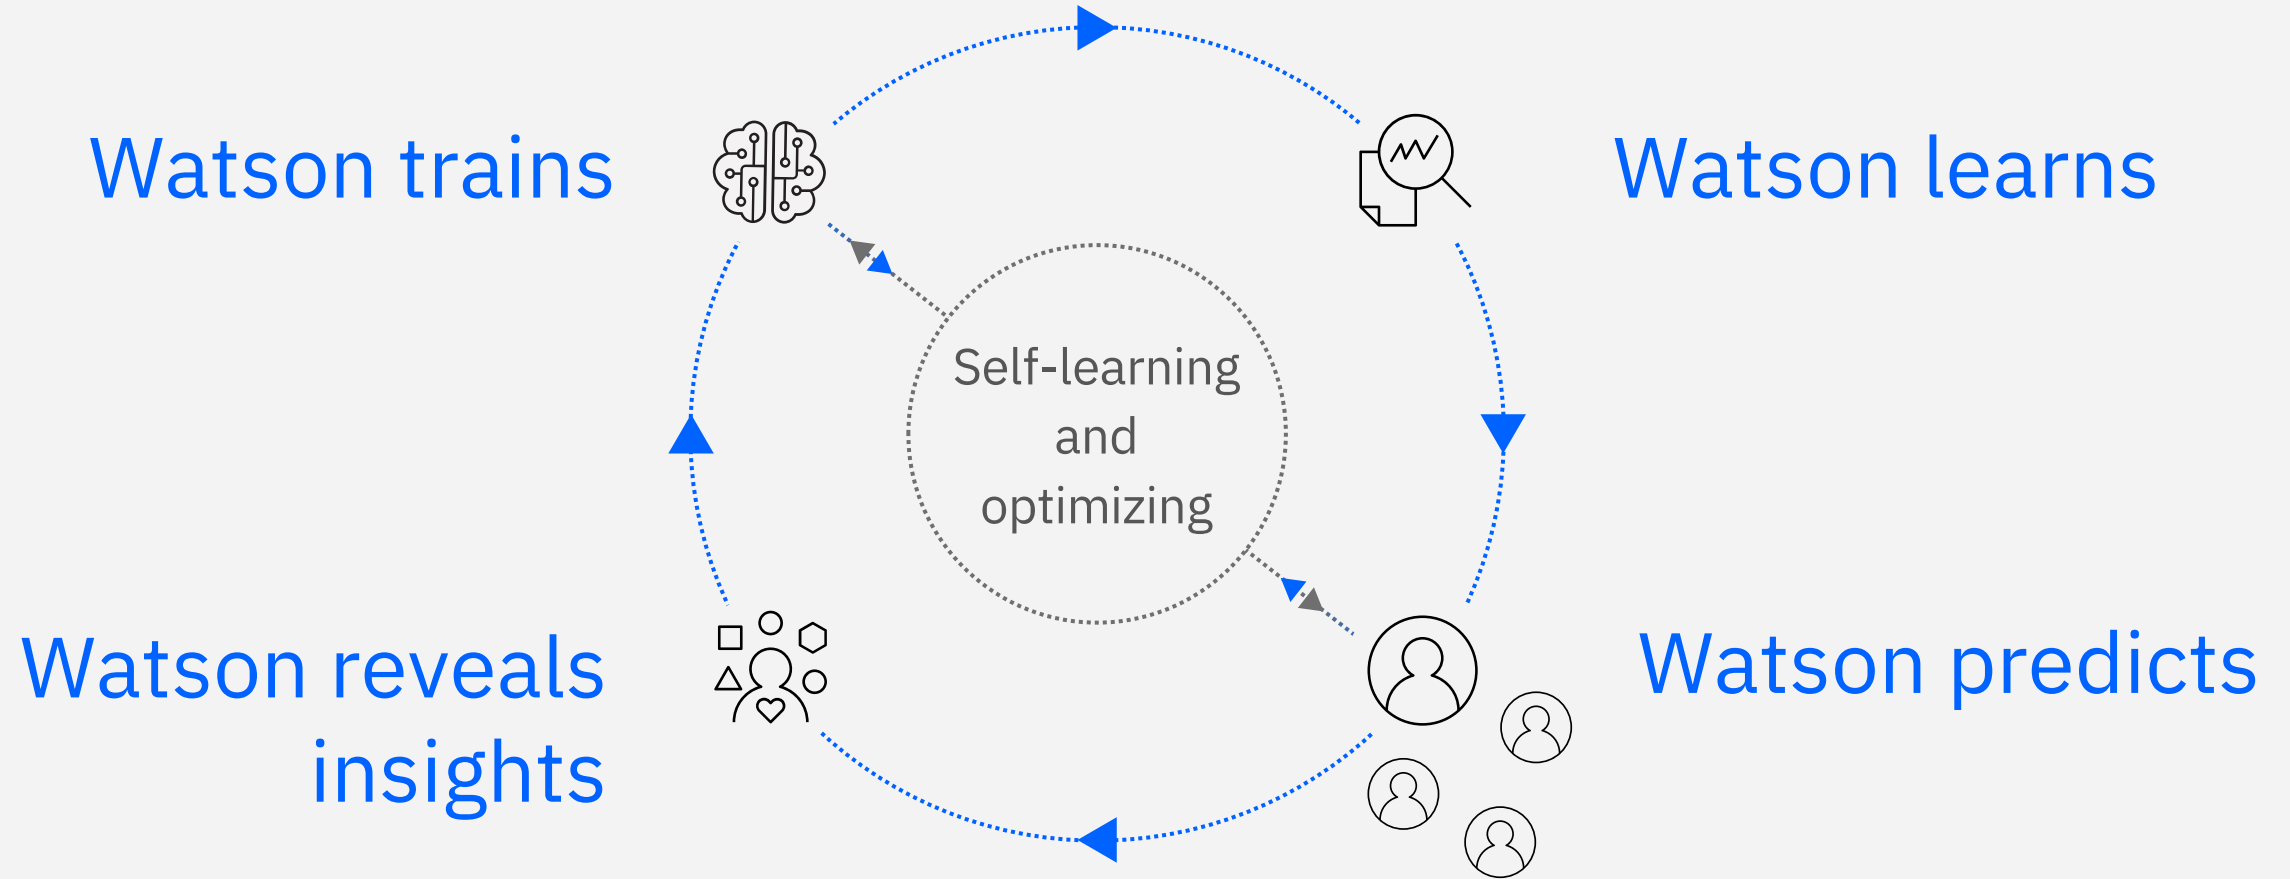 Watson trains
Watson learns
Self-learning
and
optimizing
Watson reveals
insights
Watson predicts